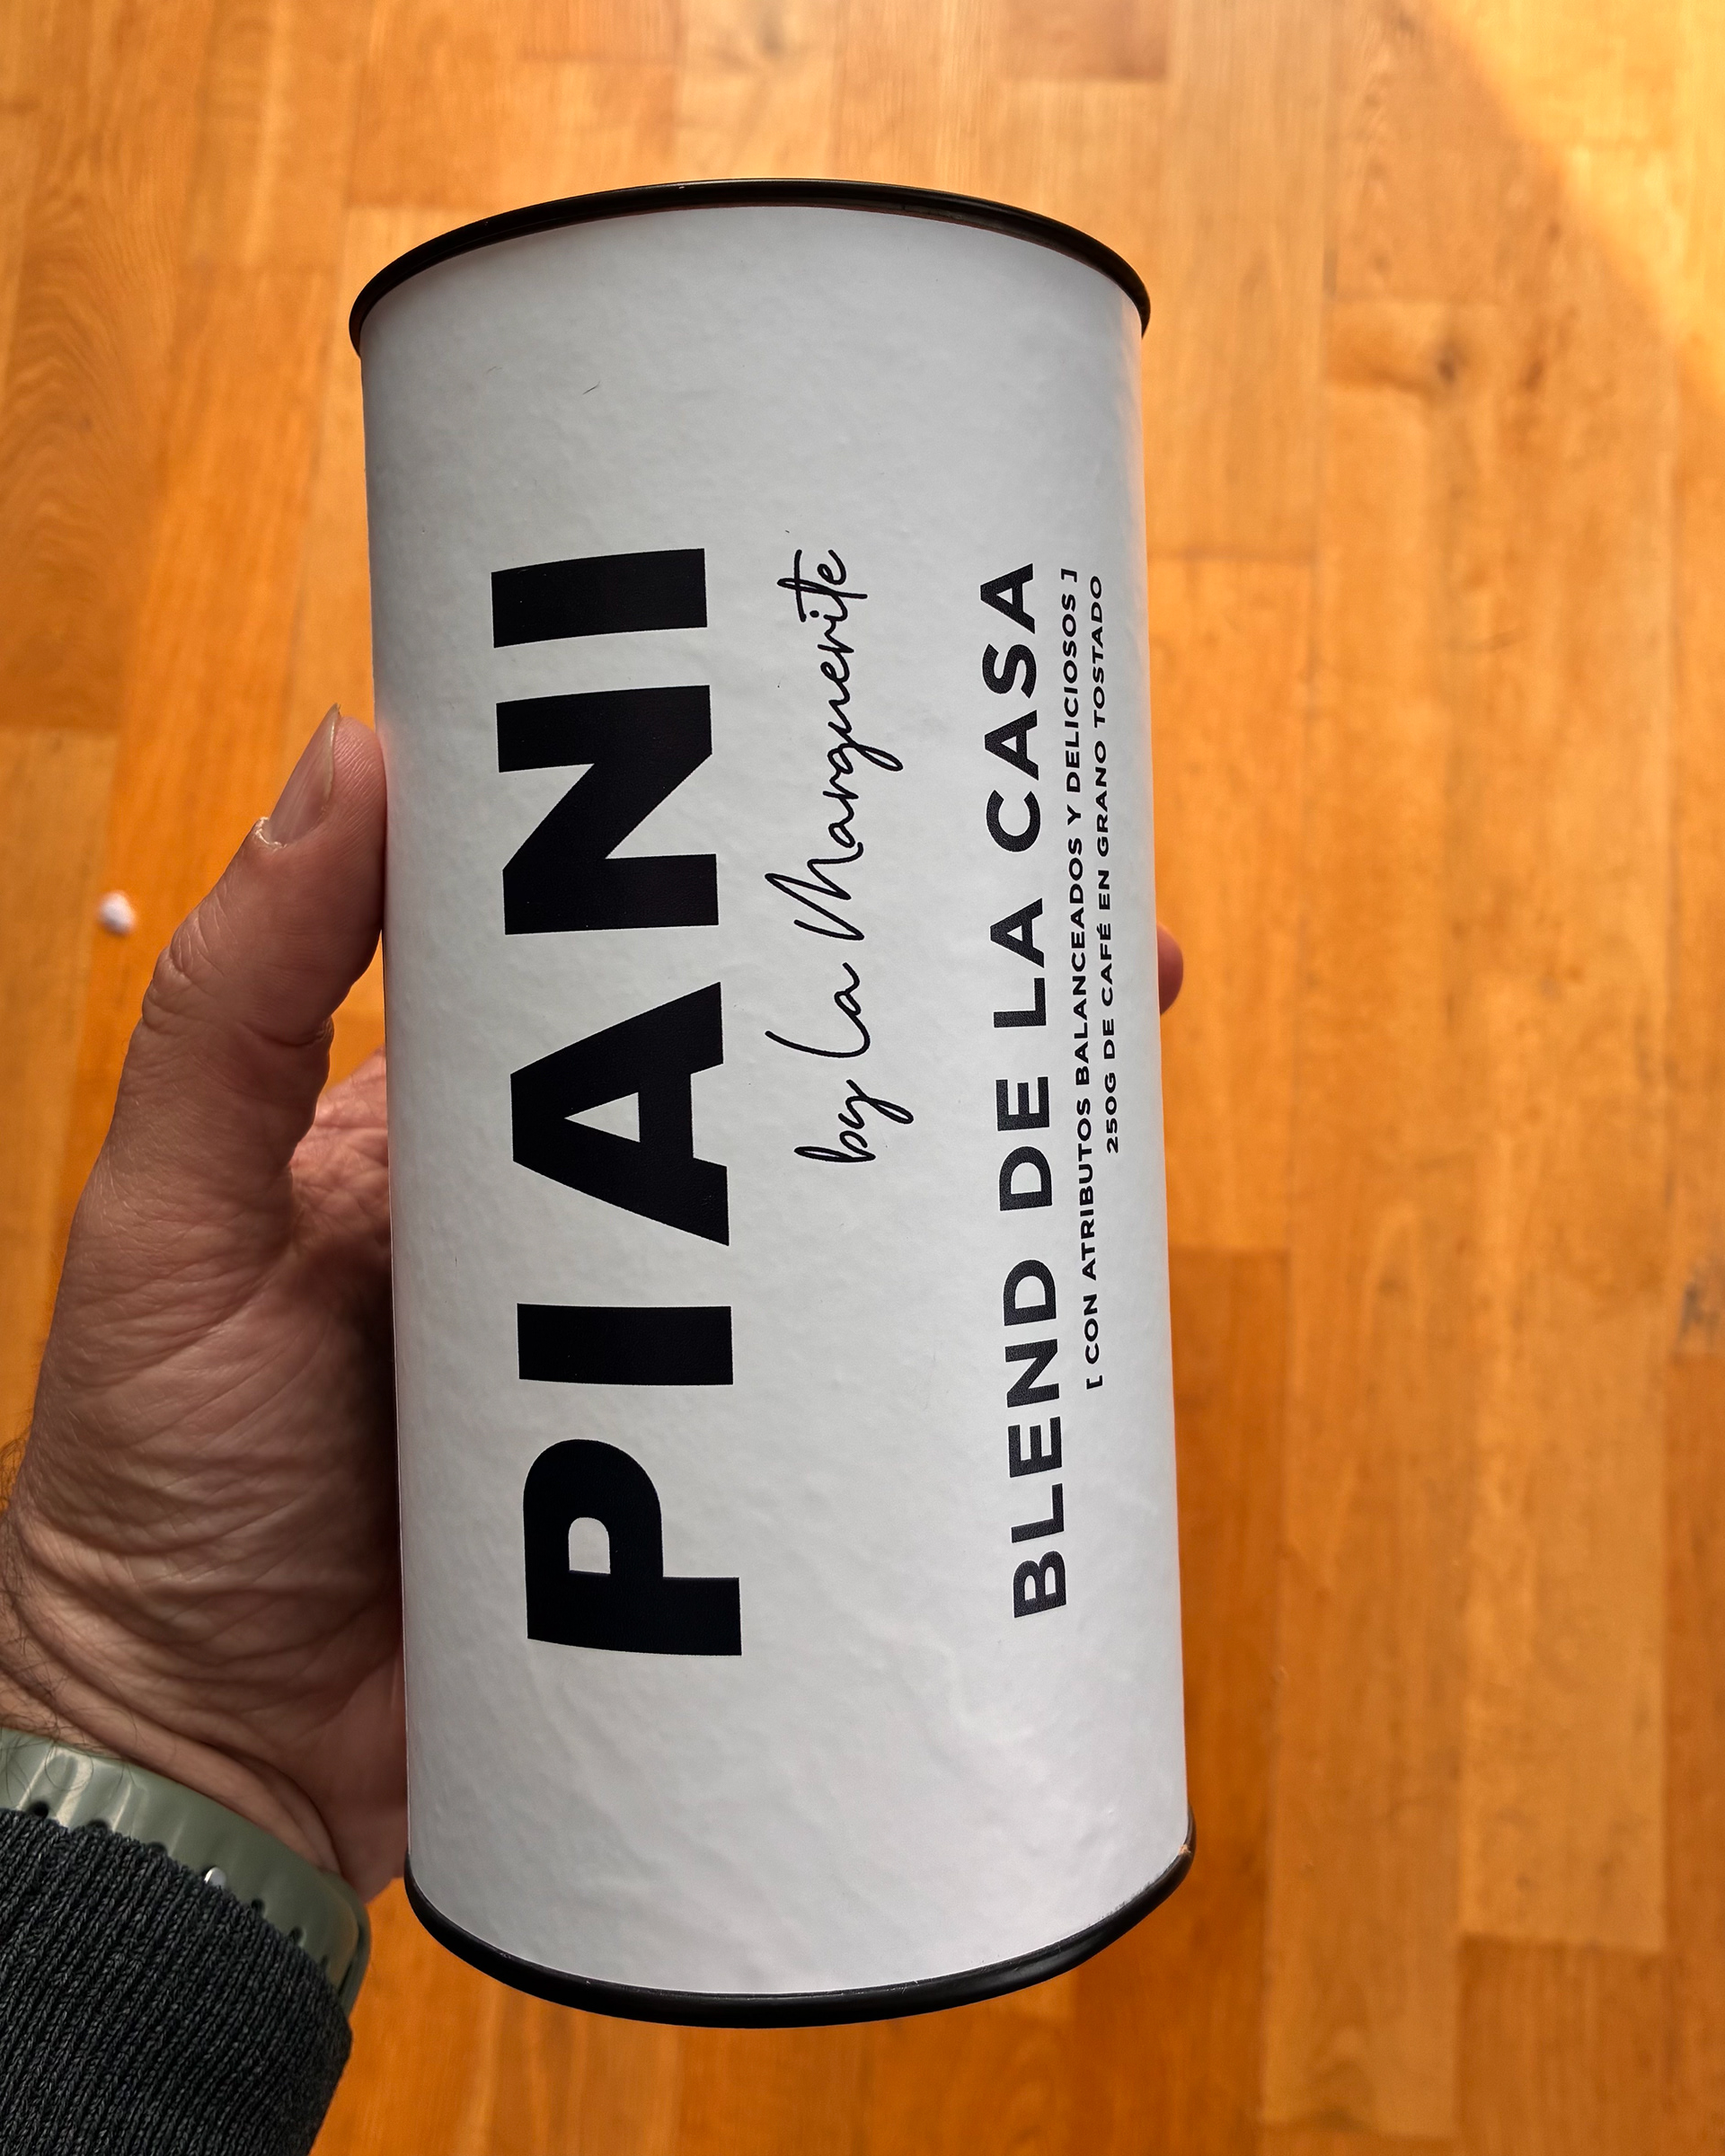 PIANI
by La Marguerite
BLEND DE LA CASA
[ CON ATRIBUTOS BALANCEADOS Y DELICIOSOS ]
250G DE CAFÉ EN GRANO TOSTADO